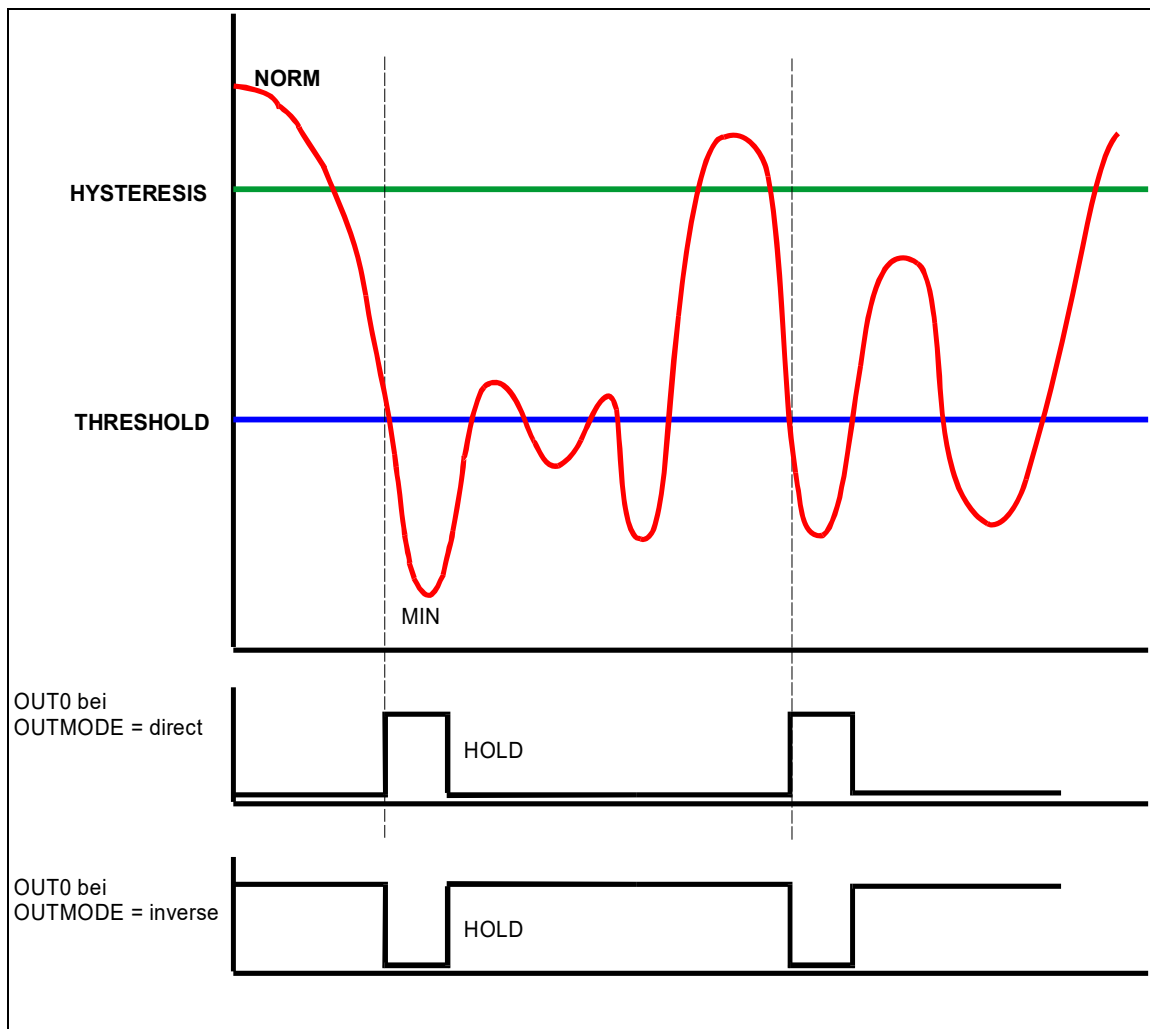 NORM
HYSTERESIS
THRESHOLD
MIN
OUT0 bei
OUTMODE = direct
HOLD
OUT0 bei
OUTMODE = inverse
HOLD